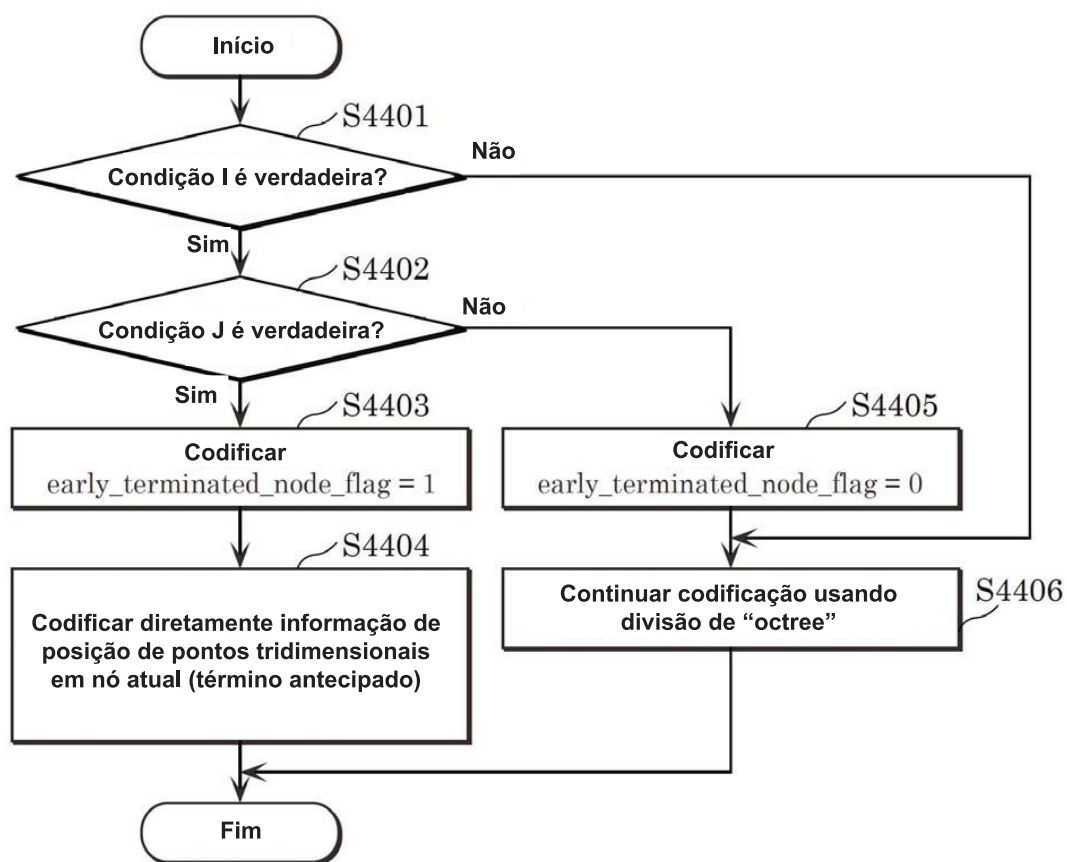 Início
S4401
Condição I é verdadeira?
Não
Sim
S4402
Condição J é verdadeira?
Não
Sim
S4403
Codificar
early_terminated_node_flag = 1
S4405
Codificar
early_terminated_node_flag = 0
S4404
Codificar diretamente informação de
posição de pontos tridimensionais
em nó atual (término antecipado)
S4406
Continuar codificação usando
divisão de “octree”
Fim